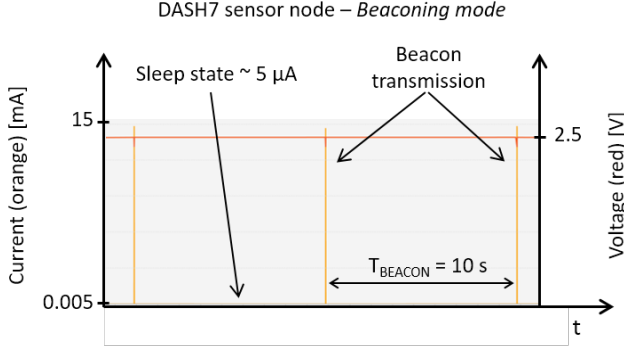 DASH7 sensor node – Beaconing mode
Sleep state ~ 5 µA
Beacon
transmission
Current (orange) [mA]
15
0.005
2.5
Voltage (red) [V]
T_BEACON = 10 s
t